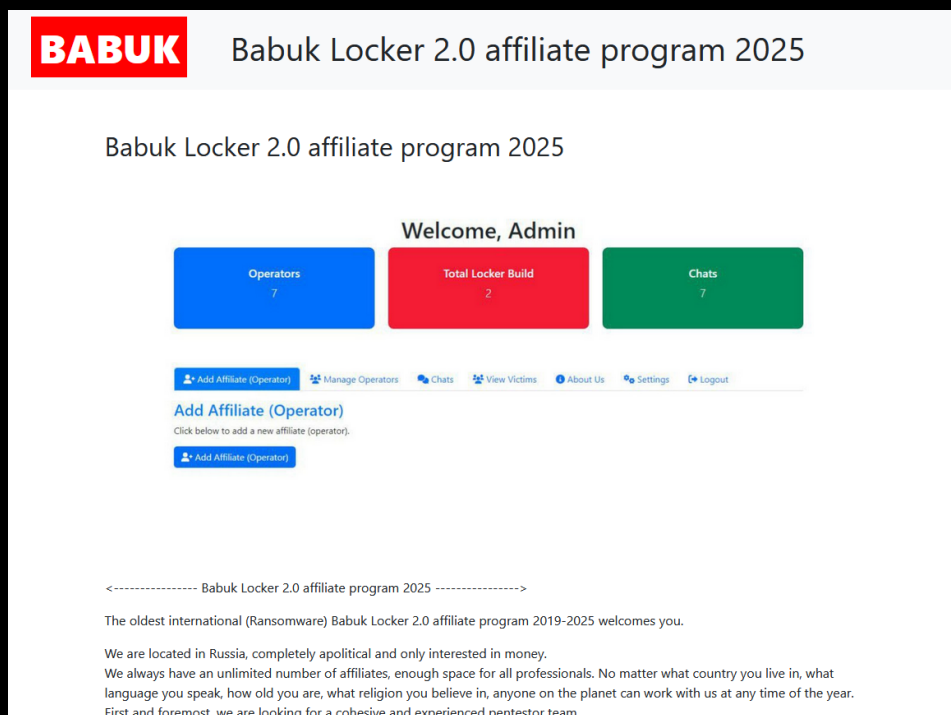 BABUK
Babuk Locker 2.0 affiliate program 2025
Babuk Locker 2.0 affiliate program 2025
Welcome, Admin
Operators
7
Total Locker Build
2
Chats
7
Add Affiliate (Operator) Manage Operators Chats View Victims About Us Settings Logout
Add Affiliate (Operator)
Click below to add a new affiliate (operator).
Add Affiliate (Operator)
<---------------- Babuk Locker 2.0 affiliate program 2025 ---------------->
The oldest international (Ransomware) Babuk Locker 2.0 affiliate program 2019-2025 welcomes you.
We are located in Russia, completely apolitical and only interested in money.
We always have an unlimited number of affiliates, enough space for all professionals. No matter what country you live in, what
language you speak, how old you are, what religion you believe in, anyone on the planet can work with us at any time of the year.
First and foremost, we are looking for a cohesive and experienced pentestor team.